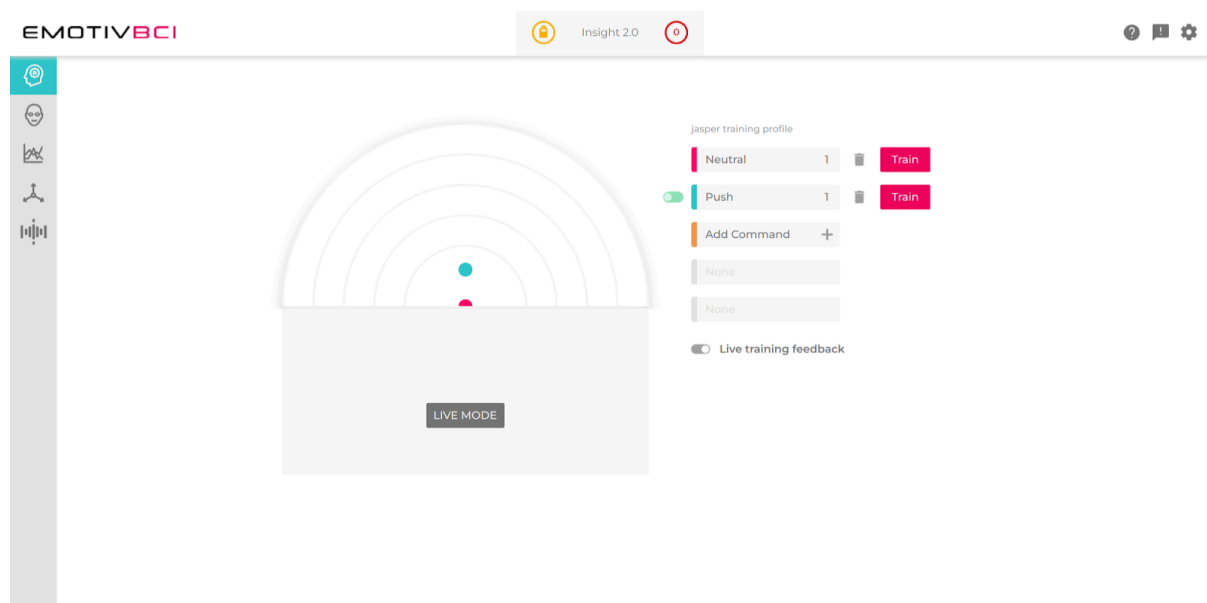 EMOTIVBCI
Insight 2.0
0
jasper training profile
Neutral 1
Train
Push 1
Train
Add Command +
None
None
Live training feedback
LIVE MODE